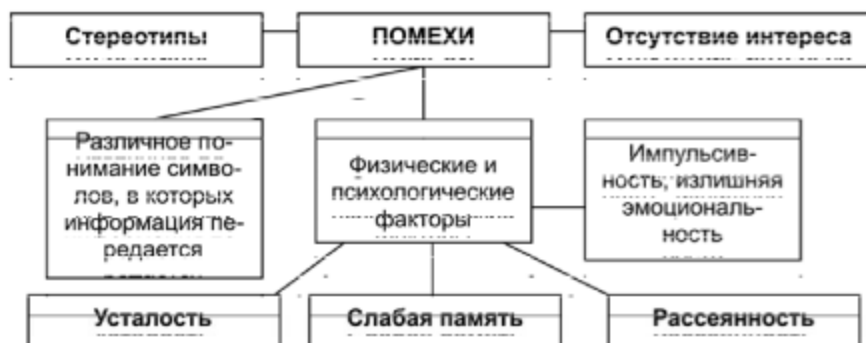 Стереотипы
ПОМЕХИ
Отсутствие интереса
Различное по-
нимание симво-
лов, в которых
информация пе-
редается
Физические и
психологические
факторы
Импульсив-
ность, излишняя
эмоциональ-
ность
Усталость
Слабая память
Рассеянность